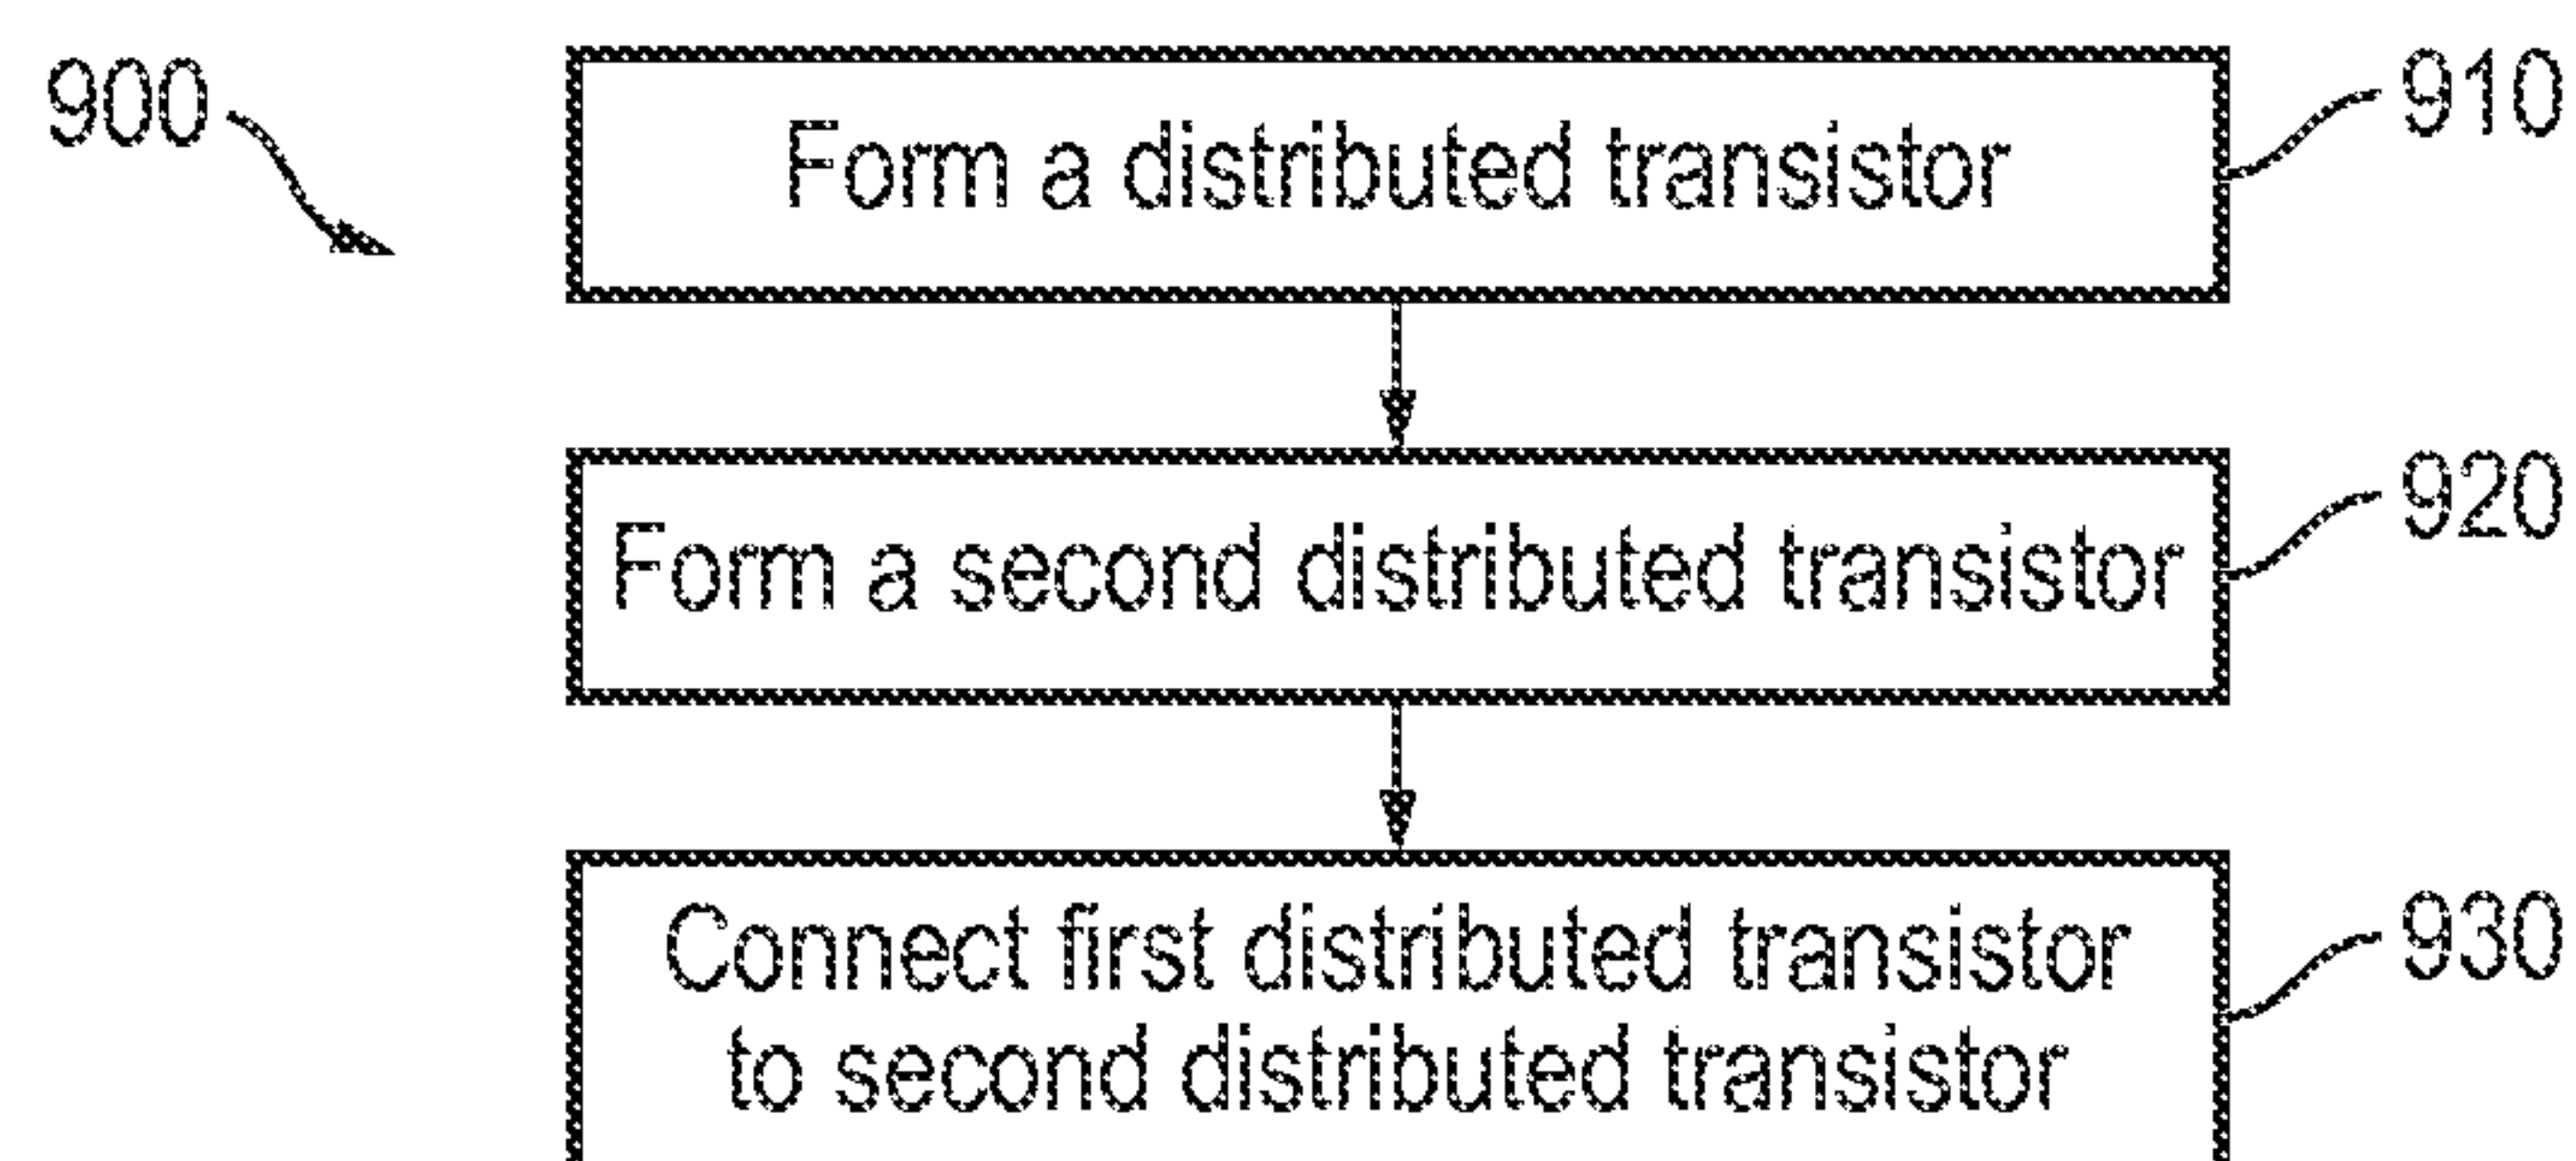 900
Form a distributed transistor
910
Form a second distributed transistor
920
Connect first distributed transistor
to second distributed transistor
930